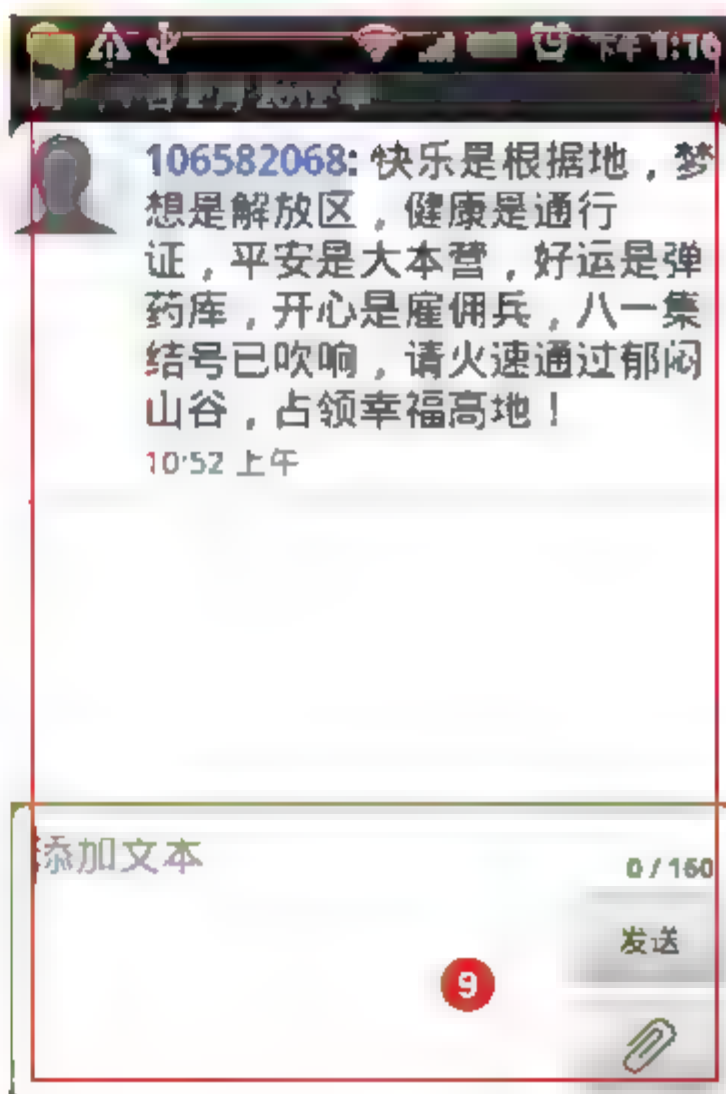 下午 1:16
106582068: 快乐是根据地，梦
想是解放区，健康是通行
证，平安是大本营，好运是弹
药库，开心是雇佣兵，八一集
结号已吹响，请火速通过郁闷
山谷，占领幸福高地！
10:52 上午
添加文本
0 / 160
发送
9